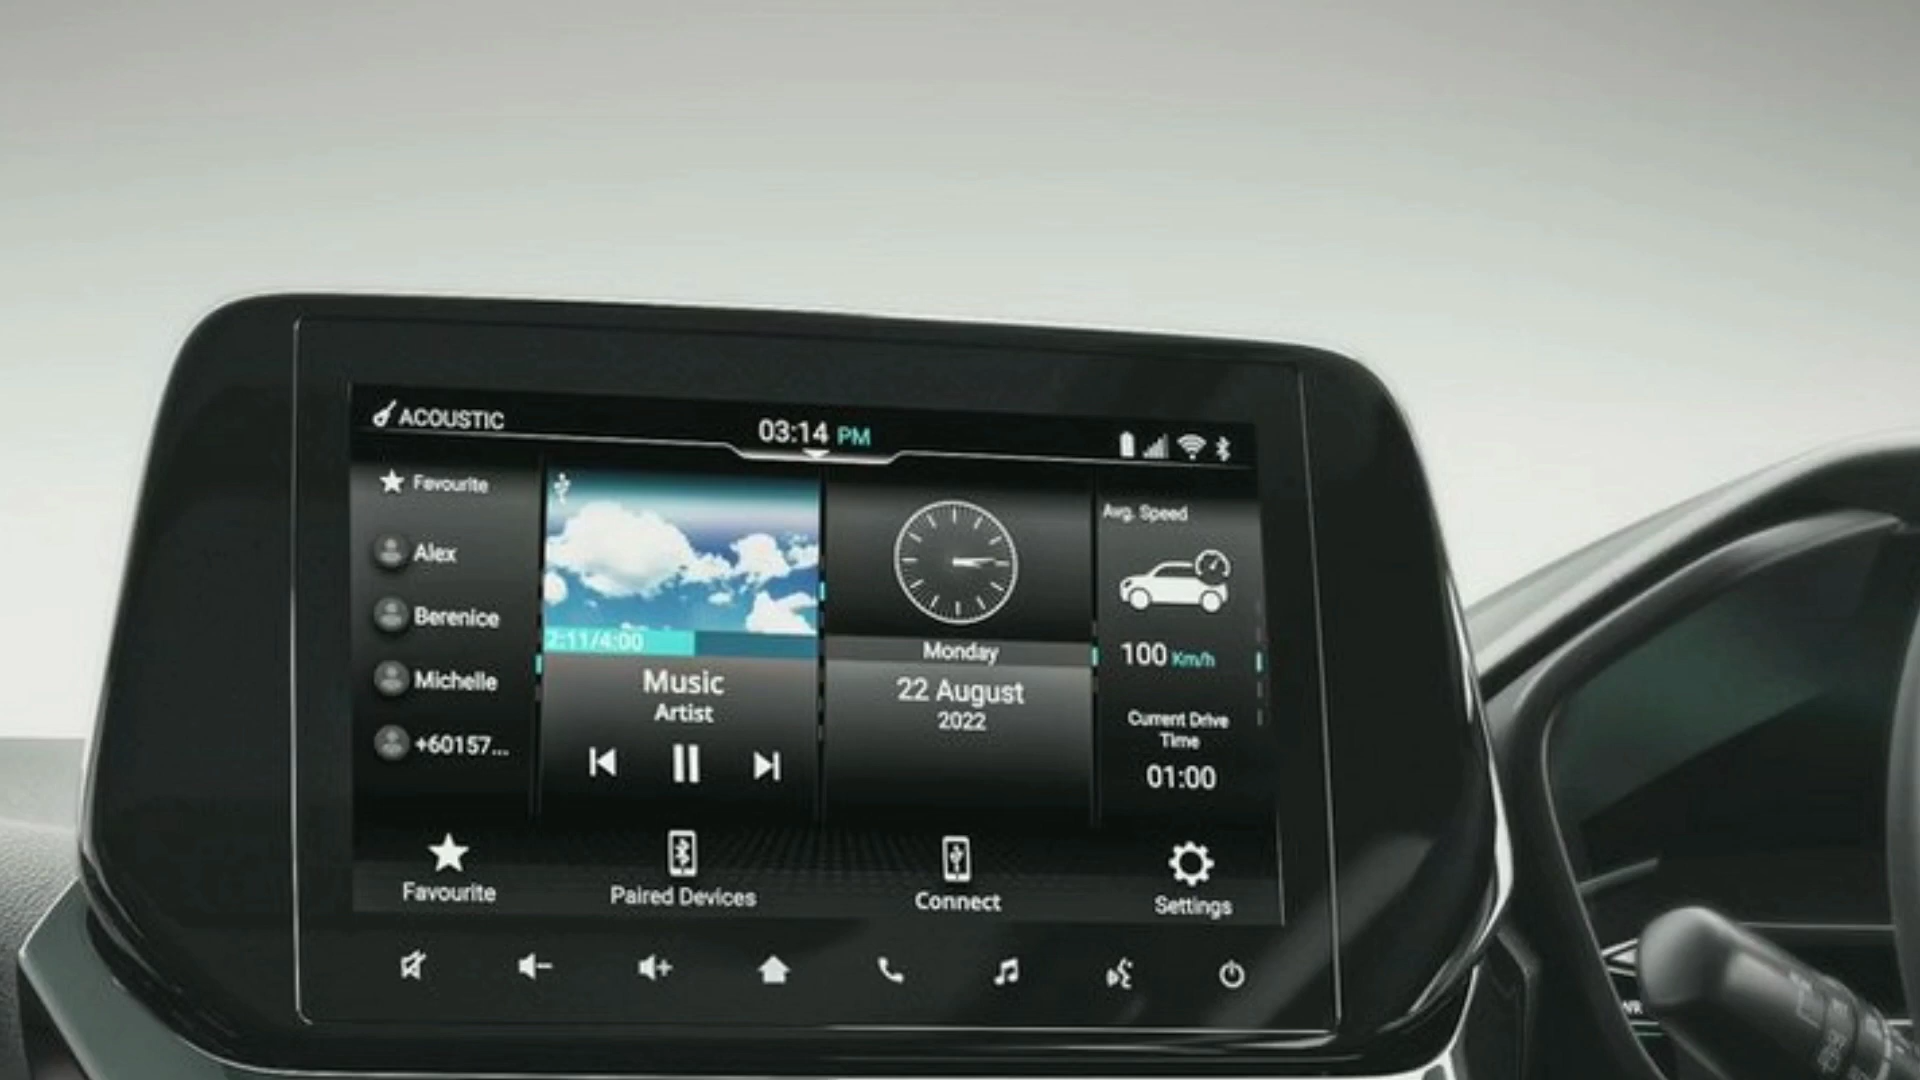 ACOUSTIC
03:14 PM
Favourite
Alex
Berenice
Michelle
+60157...
2:11/4:00
Music
Artist
Monday
22 August
2022
Avg. Speed
100 Km/h
Current Drive
Time
01:00
Favourite
Paired Devices
Connect
Settings